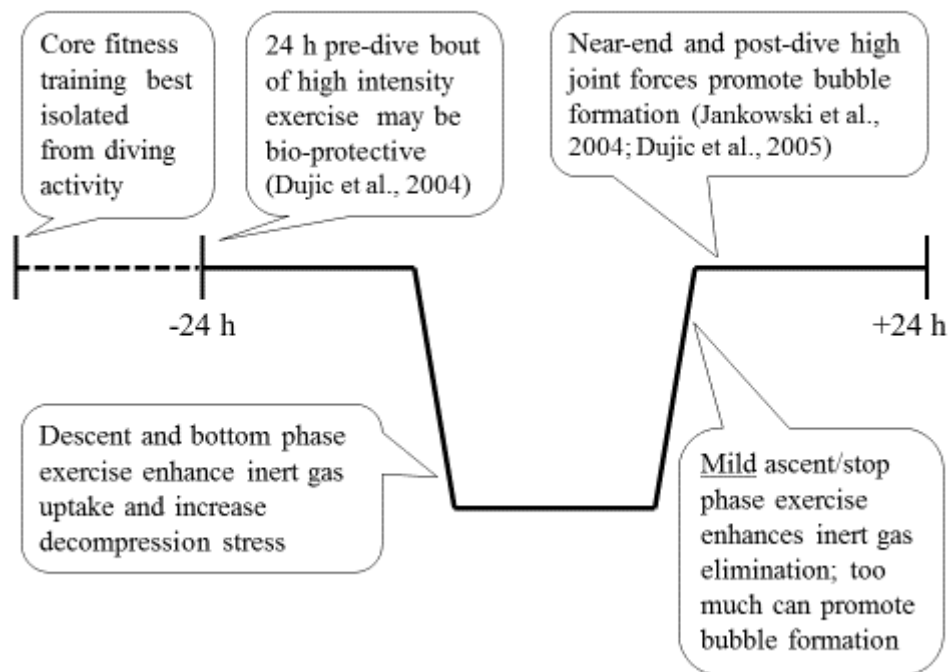 Core fitness
training best
isolated
from diving
activity
24 h pre-dive bout
of high intensity
exercise may be
bio-protective
(Dujic et al., 2004)
Near-end and post-dive high
joint forces promote bubble
formation (Jankowski et al.,
2004; Dujic et al., 2005)
-24 h
+24 h
Descent and bottom phase
exercise enhance inert gas
uptake and increase
decompression stress
Mild ascent/stop
phase exercise
enhances inert gas
elimination; too
much can promote
bubble formation